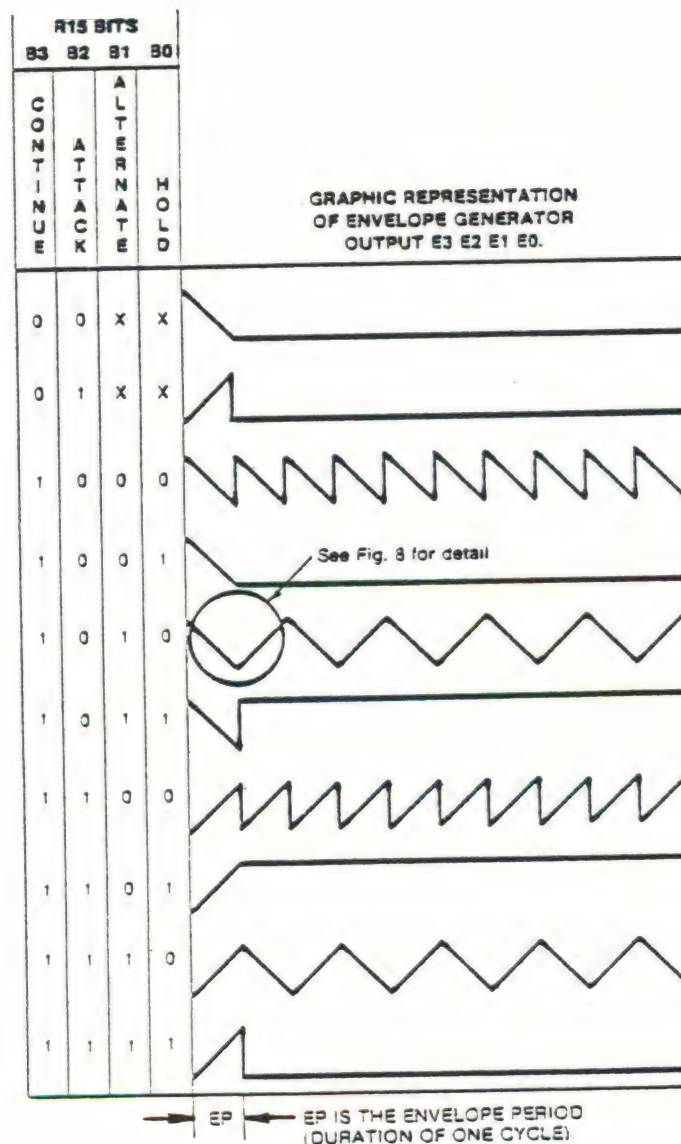 R15 BITS
B3 B2 B1 B0
CONTINUE
ATTACK
ALTERNATE
HOLD
GRAPHIC REPRESENTATION
OF ENVELOPE GENERATOR
OUTPUT E3 E2 E1 E0.
0 0 X X
0 1 X X
1 0 0 0
1 0 0 1
See Fig. 8 for detail
1 0 1 0
1 0 1 1
1 1 0 0
1 1 0 1
1 1 1 0
1 1 1 1
EP
EP IS THE ENVELOPE PERIOD
(DURATION OF ONE CYCLE)